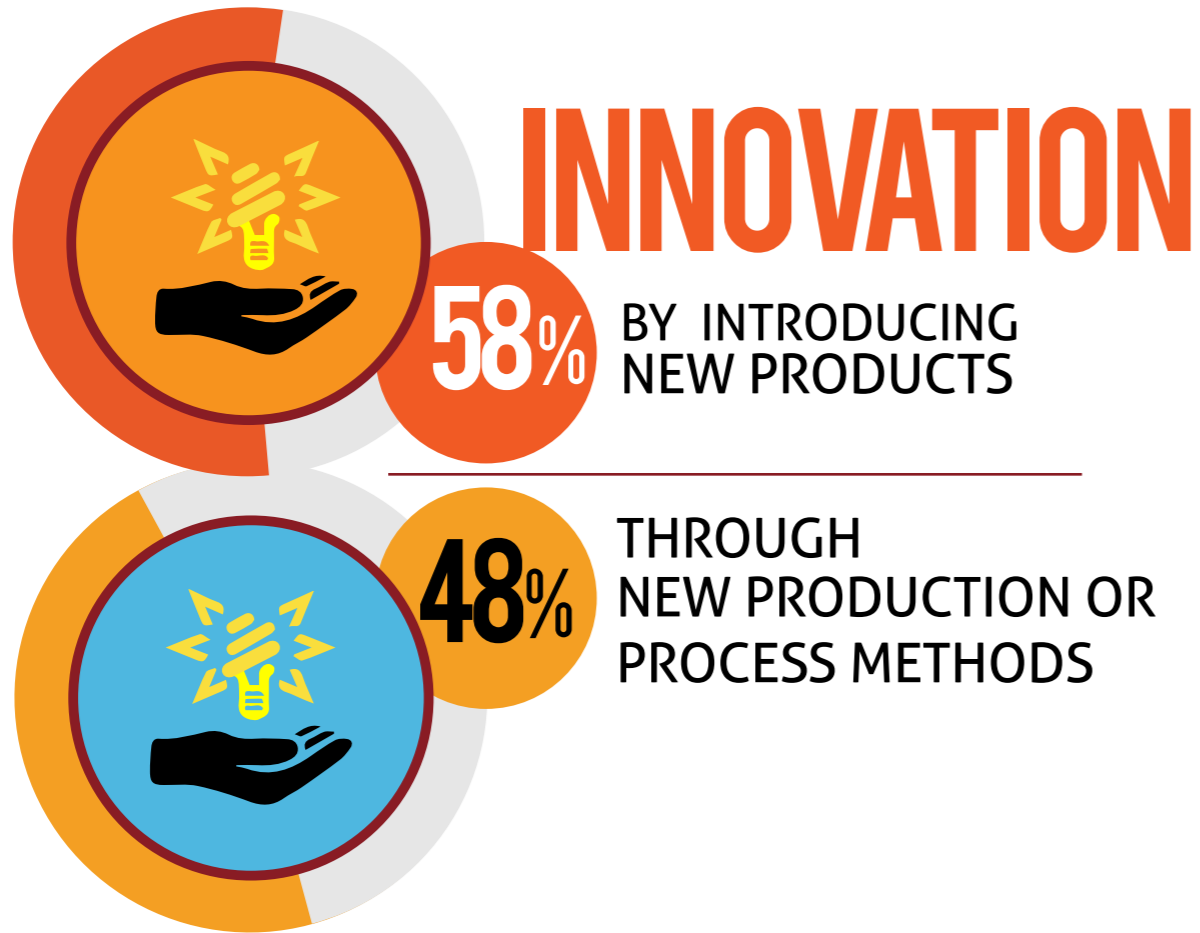 INNOVATION
58%
BY INTRODUCING
NEW PRODUCTS
48%
THROUGH
NEW PRODUCTION OR
PROCESS METHODS